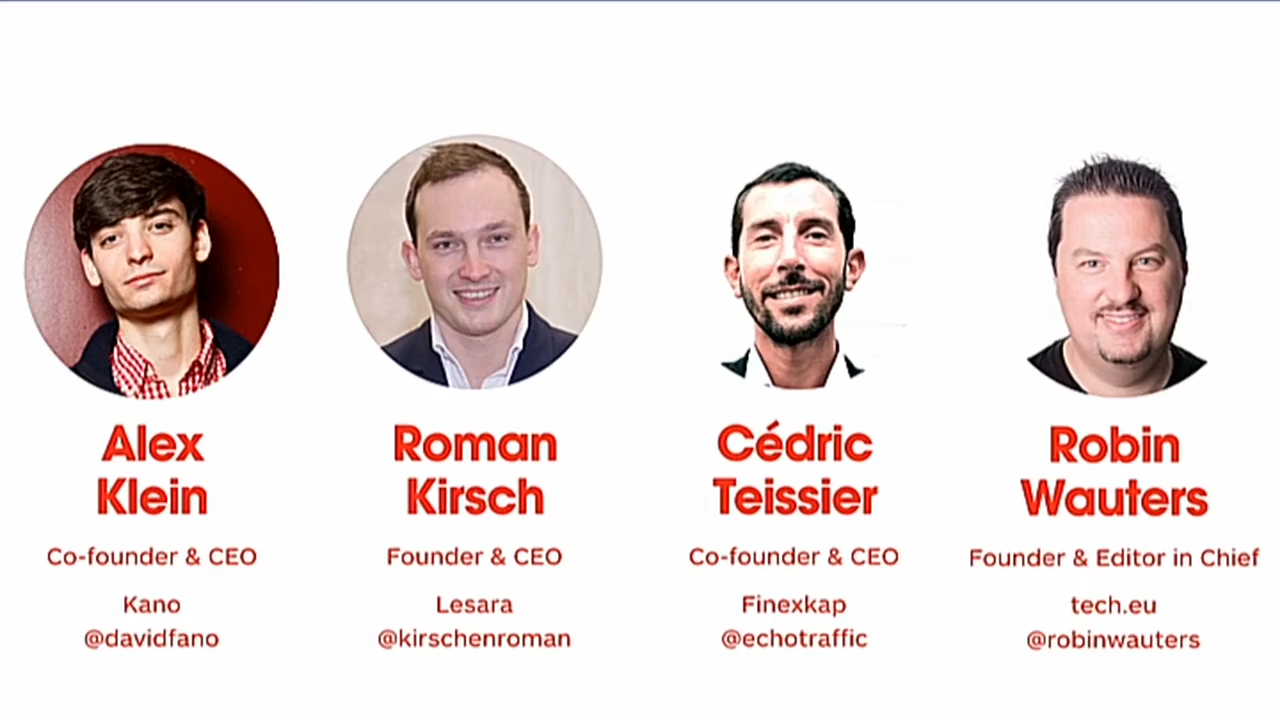 Alex
Klein
Co-founder & CEO
Kano
@davidfano
Roman
Kirsch
Founder & CEO
Lesara
@kirschenroman
Cédric
Teissier
Co-founder & CEO
Finexkap
@echotraffic
Robin
Wauters
Founder & Editor in Chief
tech.eu
@robinwauters